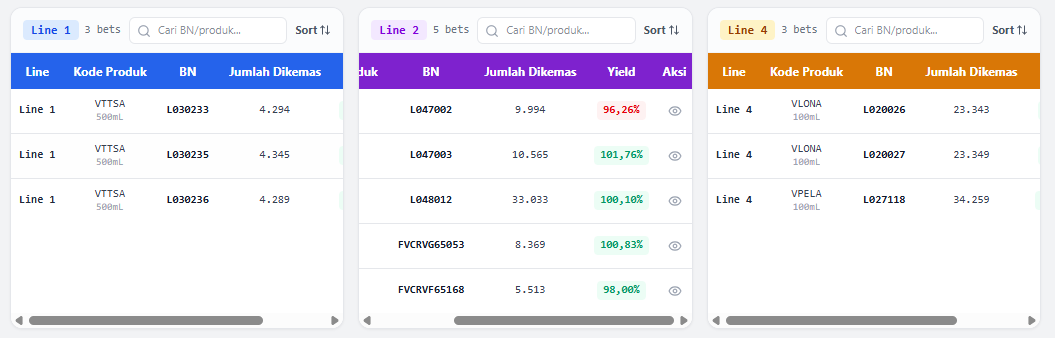 Line 1 3 bets Cari BN/produk... Sort
Line Kode Produk BN Jumlah Dikemas
Line 1 VTTSA L030233 4.294
500mL
Line 1 VTTSA L030235 4.345
500mL
Line 1 VTTSA L030236 4.289
500mL
Line 2 5 bets Cari BN/produk... Sort
duk BN Jumlah Dikemas Yield Aksi
L047002 9.994 96,26%
L047003 10.565 101,76%
L048012 33.033 100,10%
FVCRVG65053 8.369 100,83%
FVCRVF65168 5.513 98,00%
Line 4 3 bets Cari BN/produk... Sort
Line Kode Produk BN Jumlah Dikemas
Line 4 VLONA L020026 23.343
100mL
Line 4 VLONA L020027 23.349
100mL
Line 4 VPELA L027118 34.259
100mL